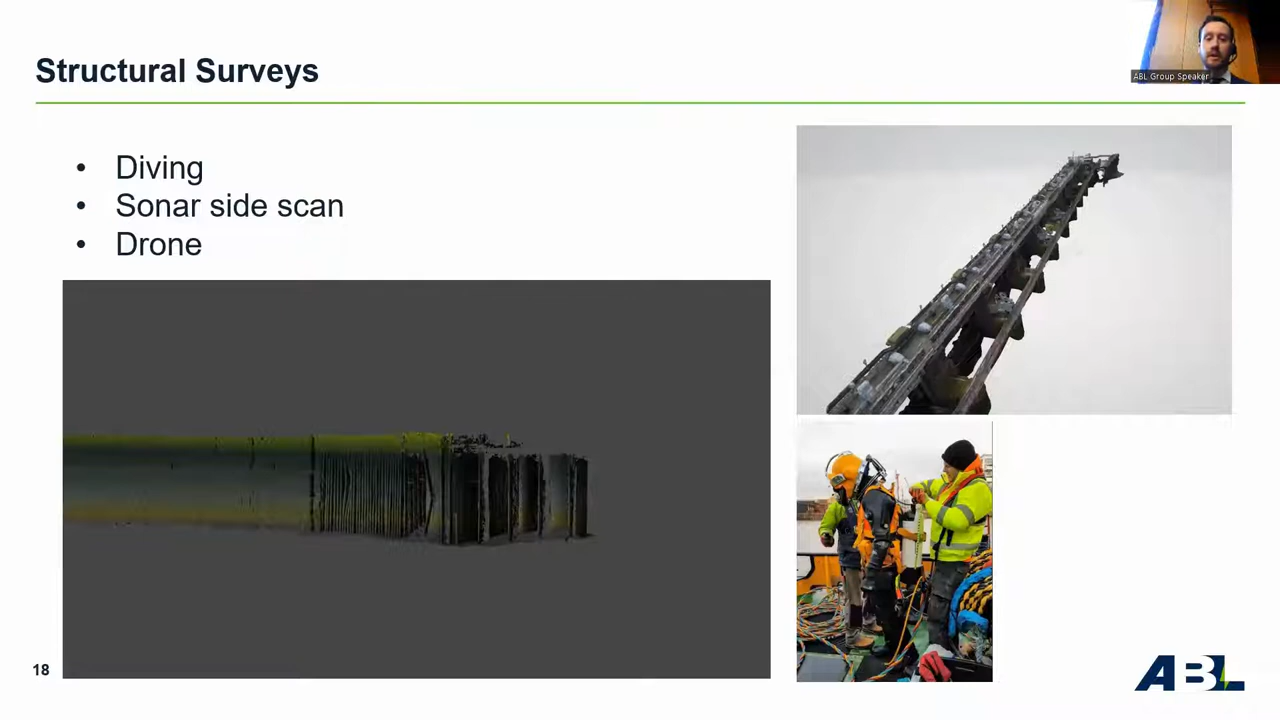 Structural Surveys
ABL Group Speaker
• Diving
• Sonar side scan
• Drone
18
ABL